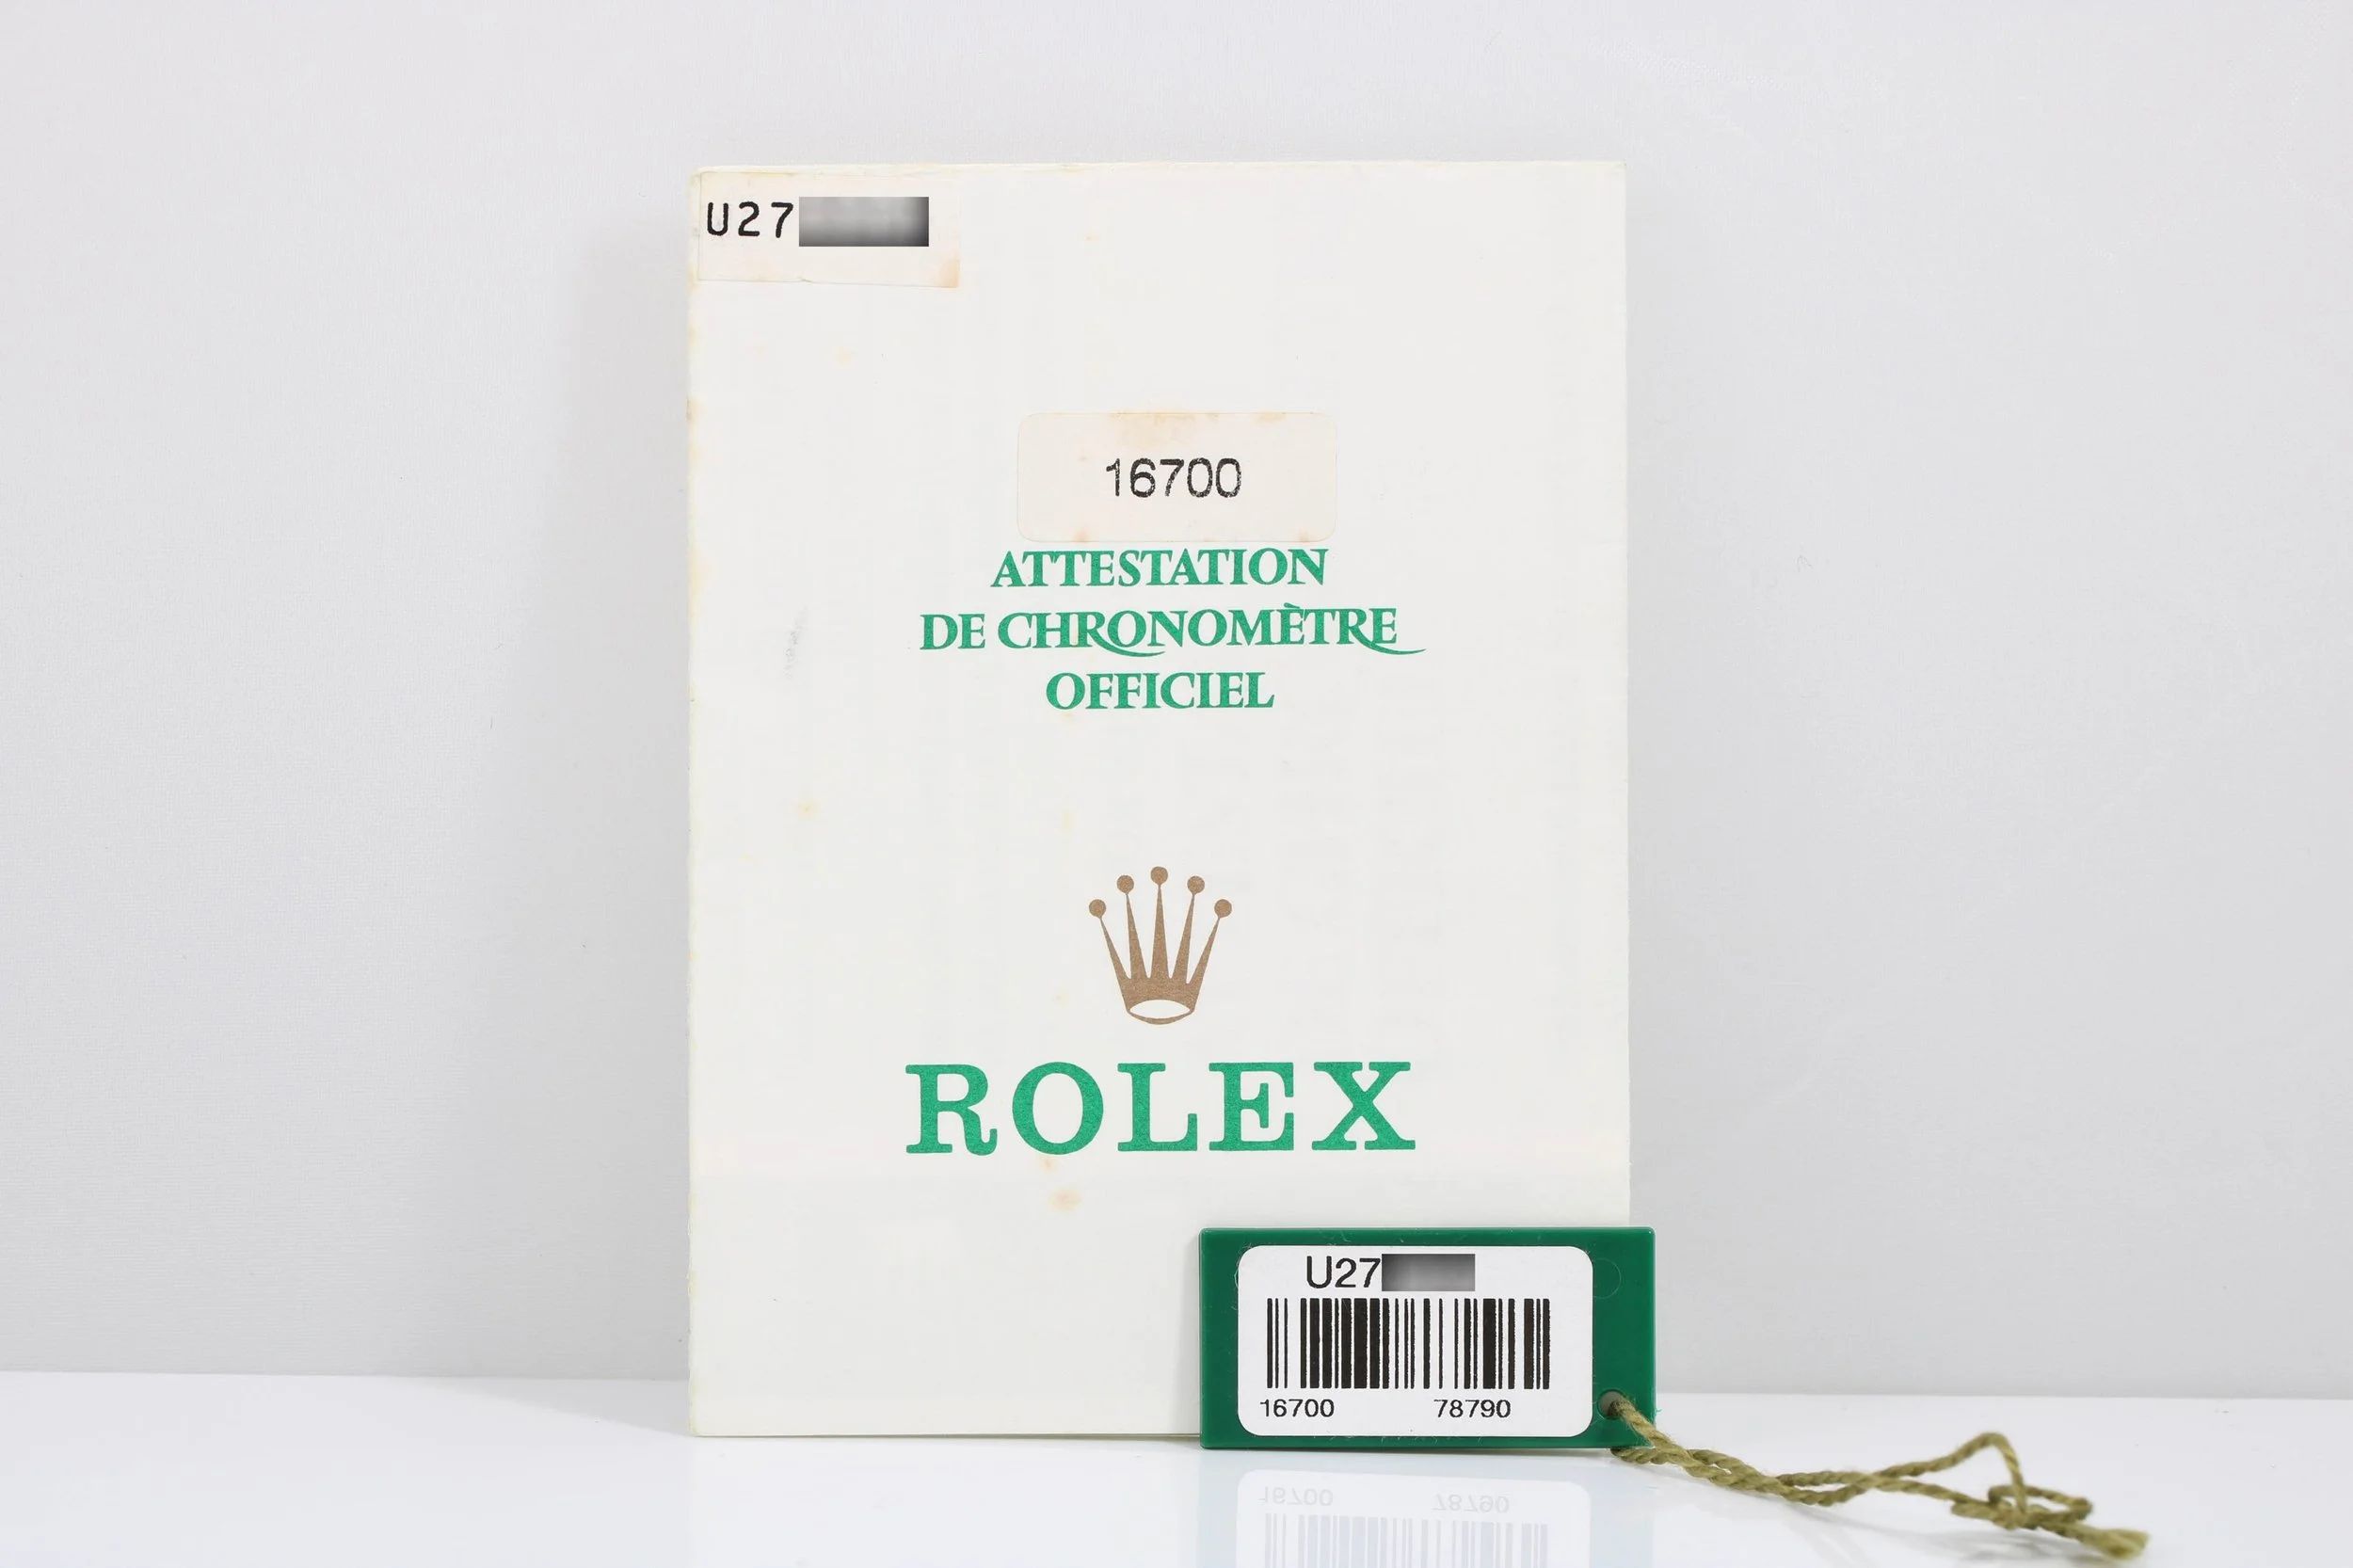 U27
16700
ATTESTATION
DE CHRONOMÈTRE
OFFICIEL
ROLEX
U27
16700 78790